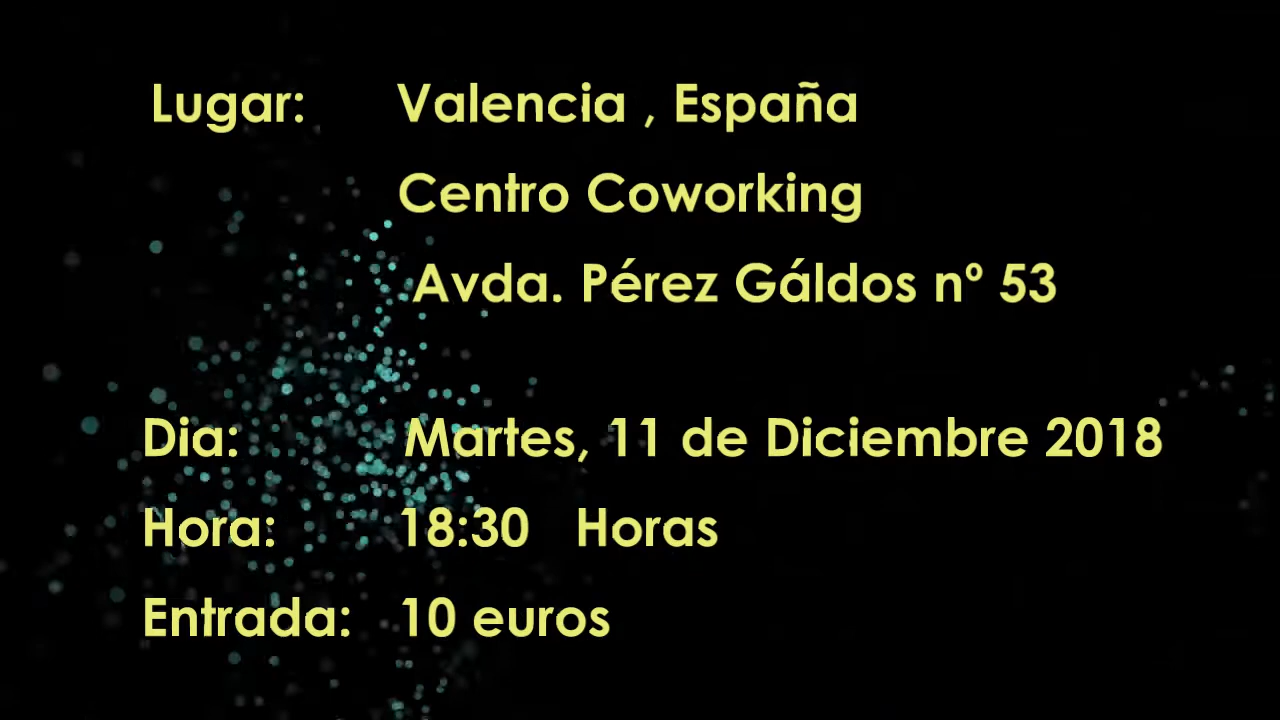 Lugar: Valencia , España
Centro Coworking
Avda. Pérez Gáldos nº 53
Dia: Martes, 11 de Diciembre 2018
Hora: 18:30 Horas
Entrada: 10 euros